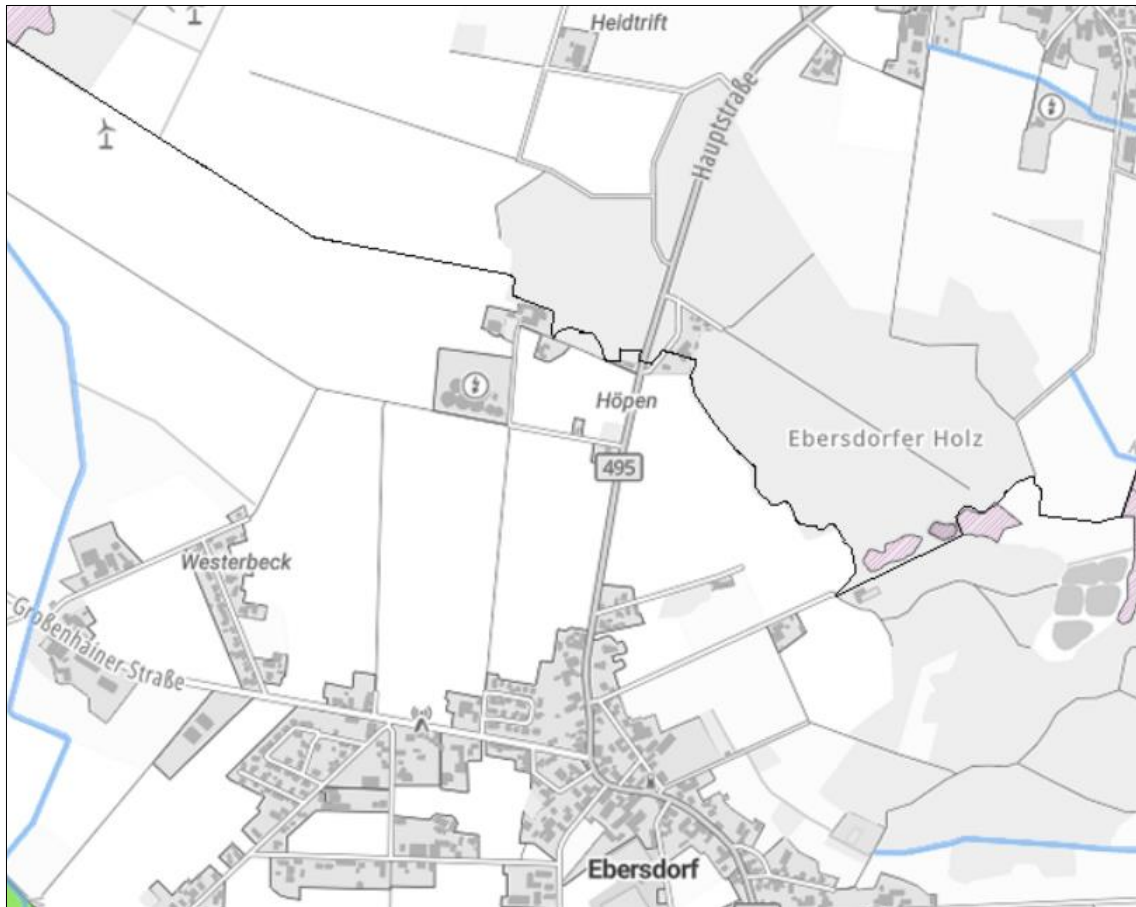 Heidtrift
Hauptstraße
Höpen
Ebersdorfer Holz
495
Westerbeck
Großenhainer-Straße
Ebersdorf